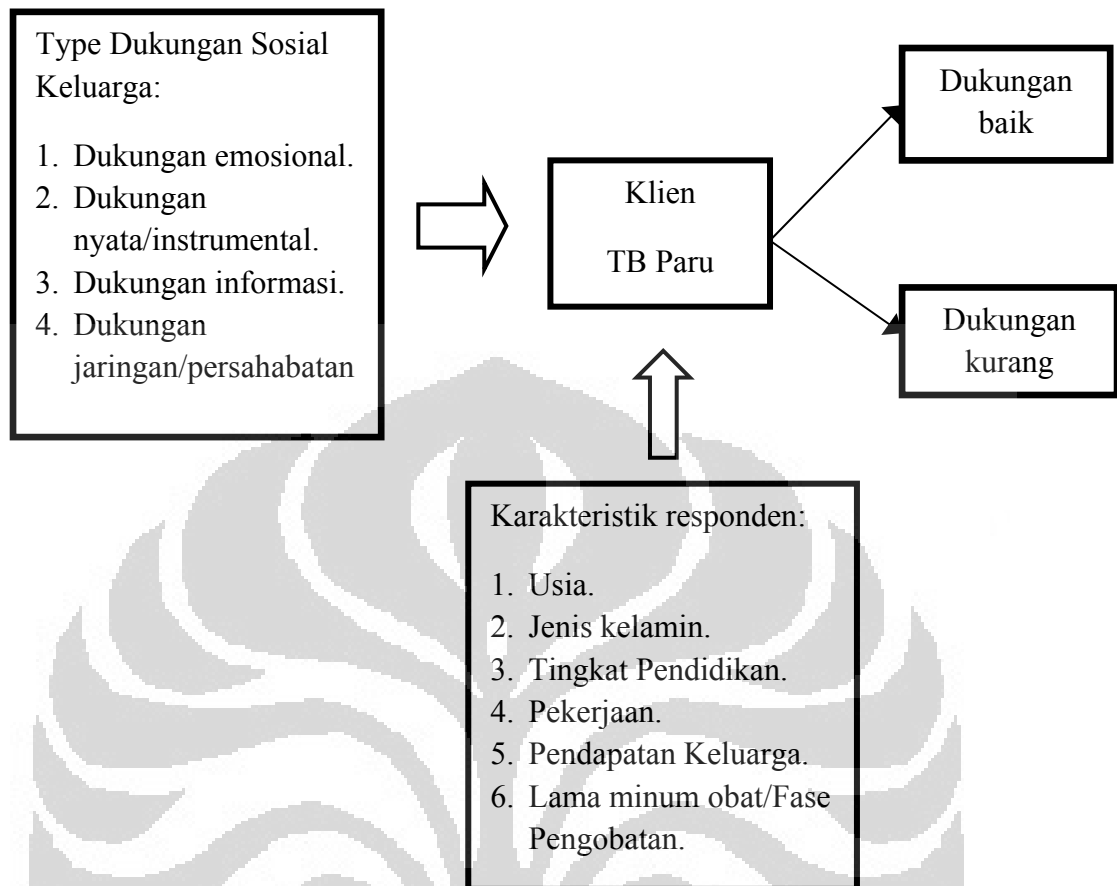 Type Dukungan Sosial
Keluarga:
1. Dukungan emosional.
2. Dukungan
nyata/instrumental.
3. Dukungan informasi.
4. Dukungan
jaringan/persahabatan
Klien
TB Paru
Dukungan
baik
Dukungan
kurang
Karakteristik responden:
1. Usia.
2. Jenis kelamin.
3. Tingkat Pendidikan.
4. Pekerjaan.
5. Pendapatan Keluarga.
6. Lama minum obat/Fase
Pengobatan.